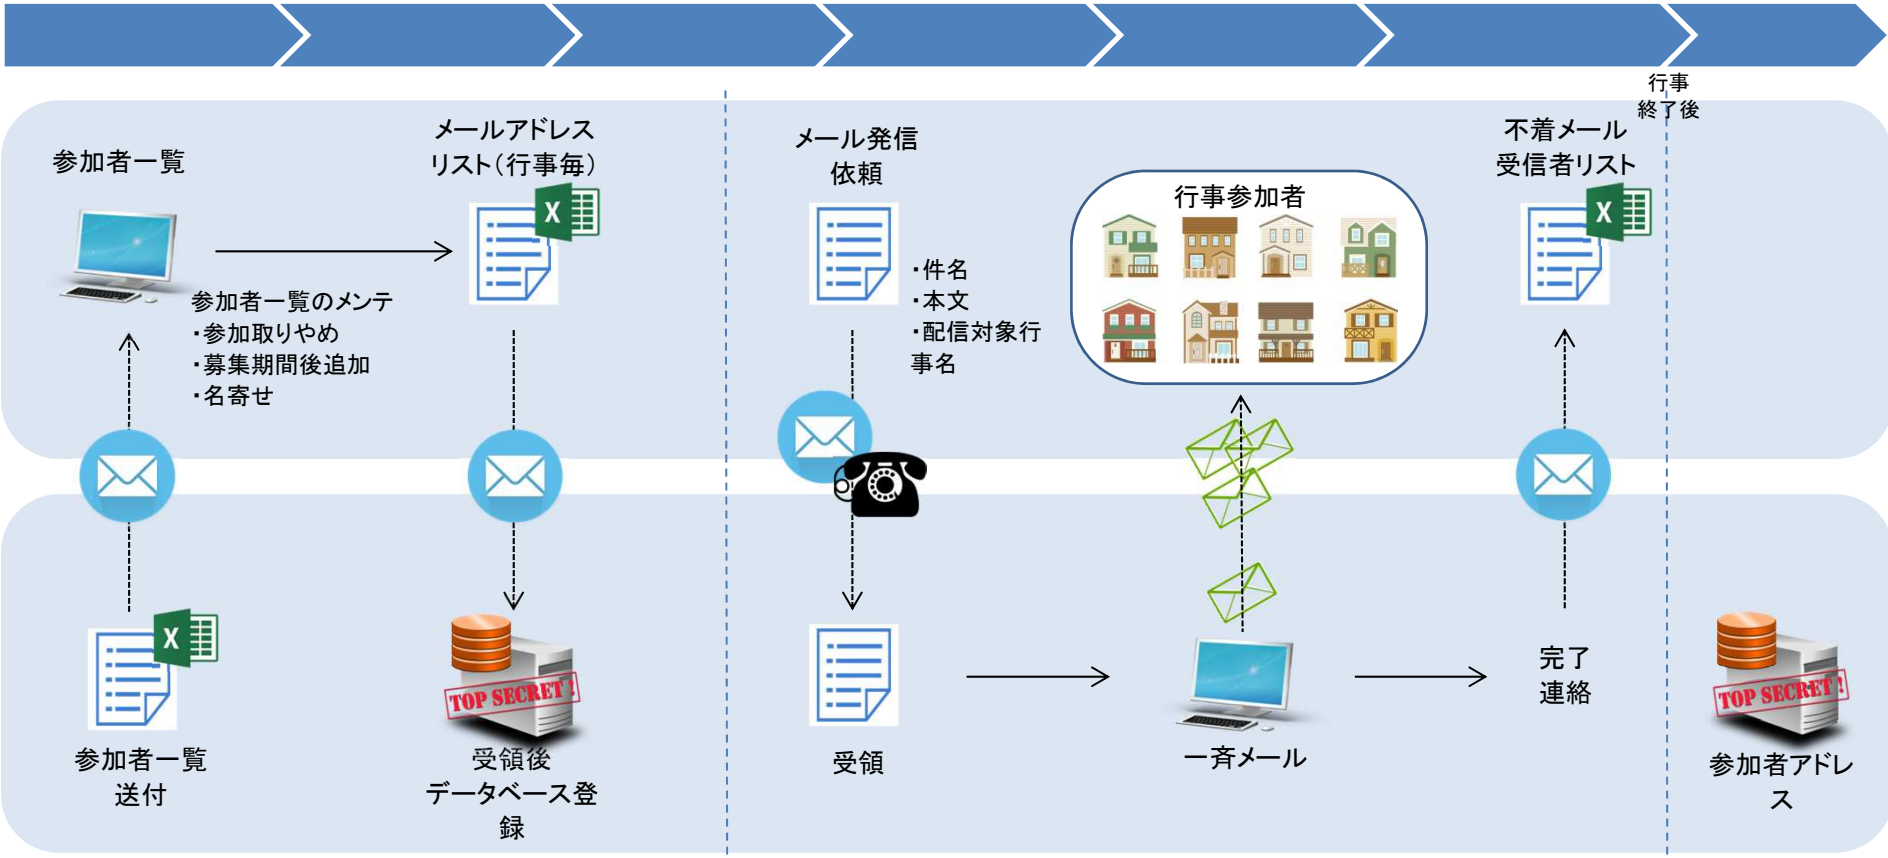 行事
終了後
参加者一覧
メールアドレス
リスト(行事毎)
X
参加者一覧のメンテ
・参加取りやめ
・募集期間後追加
・名寄せ
メール発信
依頼
・件名
・本文
・配信対象行
事名
行事参加者
不着メール
受信者リスト
X
X
参加者一覧
送付
TOP SECRET!
受領後
データベース登
録
受領
一斉メール
完了
連絡
TOP SECRET!
参加者アドレ
ス